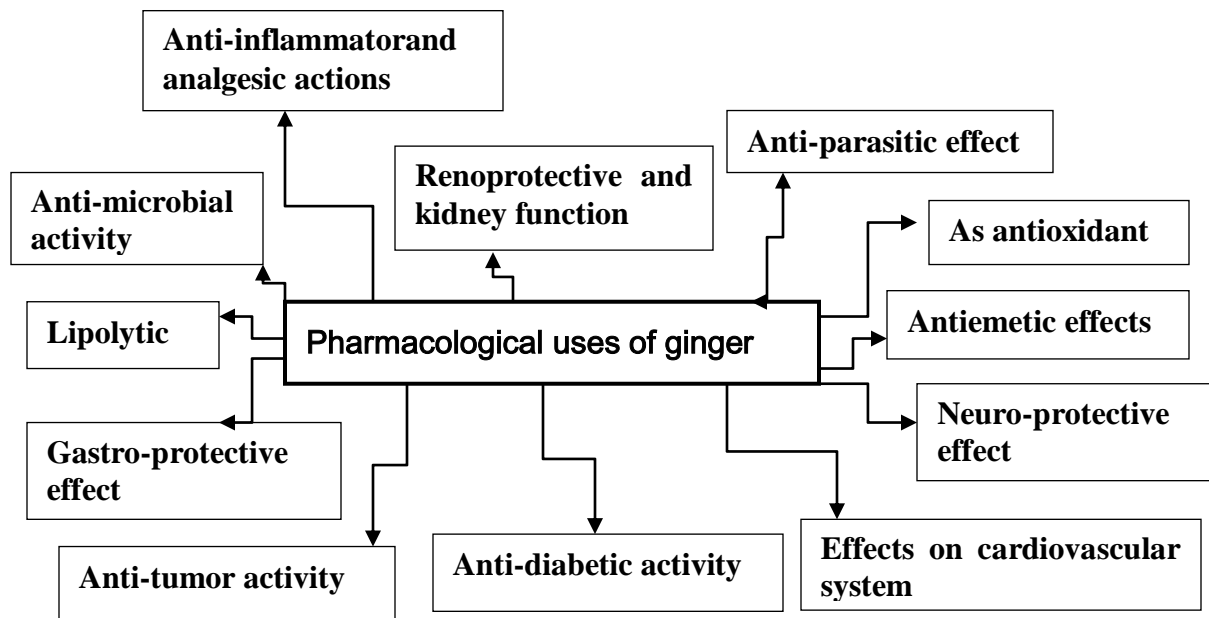 Anti-inflammatorand
analgesic actions
Anti-parasitic effect
Renoprotective and
kidney function
Anti-microbial
activity
As antioxidant
Lipolytic
Pharmacological uses of ginger
Antiemetic effects
Neuro-protective
effect
Gastro-protective
effect
Anti-tumor activity
Anti-diabetic activity
Effects on cardiovascular
system